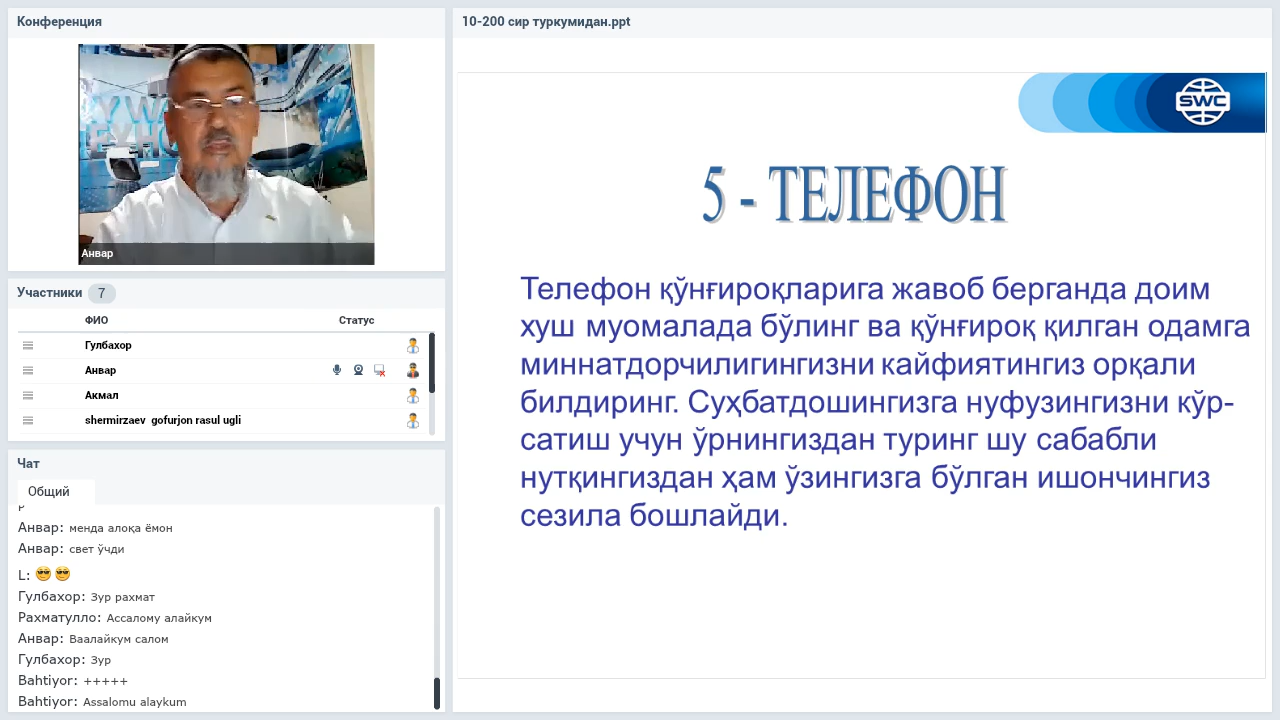 Конференция
Анвар
Участники 7
ФИО Статус
Гулбахор
Анвар
Акмал
shermirzaev gofurjon rasul ugli
Чат
Общий
Анвар: менда алоқа ёмон
Анвар: свет ўчди
L:
Гулбахор: Зур рахмат
Рахматулло: Ассалому алайкум
Анвар: Ваалайкум салом
Гулбахор: Зур
Bahtiyor: +++++
Bahtiyor: Assalomu alaykum
10-200 сир туркумидан.ppt
SWC
5 - ТЕЛЕФОН
Телефон қўнғироқларига жавоб берганда доим
хуш муомалада бўлинг ва қўнғироқ қилган одамга
миннатдорчилигингизни кайфиятингиз орқали
билдиринг. Суҳбатдошингизга нуфузингизни кўр-
сатиш учун ўрнингиздан туринг шу сабабли
нутқингиздан ҳам ўзингизга бўлган ишончингиз
сезила бошлайди.